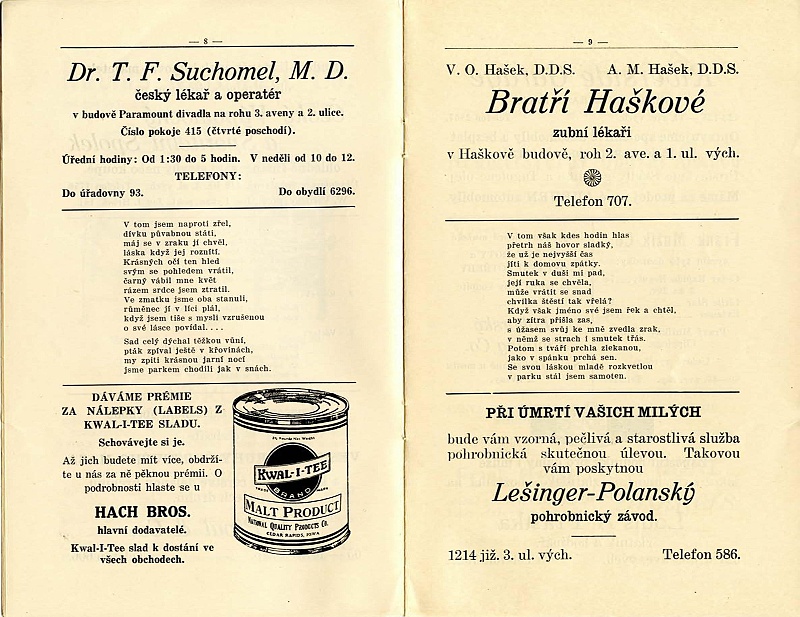 — 8 —
Dr. T. F. Suchomel, M. D.
český lékař a operatér
v budově Paramount divadla na rohu 3. aveny a 2. ulice.
Číslo pokoje 415 (čtvrté poschodí).
Úřední hodiny: Od 1:30 do 5 hodin. V neděli od 10 do 12.
TELEFONY:
Do úřadovny 93. Do obydlí 6296.
V tom jsem naproti zřel,
dívku půvabnou státi,
máj se v zraku jí chvěl,
láska když jej roznítí.
Krásných očí ten hled
svým se pohledem vrátil,
čarný vábil mne květ
rázem srdce jsem ztratil.
Ve zmatku jsme oba stanuli,
ruměnec jí v líci plál,
když jsem tiše s myslí vzrušenou
o své lásce povídal....
Sad celý dýchal těžkou vůní,
pták zpíval ještě v křovinách,
my zpiti krásnou jarní nocí
jsme parkem chodili jak v snách.
DÁVÁME PRÉMIE
ZA NÁLEPKY (LABELS) Z
KWAL-I-TEE SLADU.
Schovávejte si je.
Až jich budete mít více, obdrží-
te u nás za ně pěknou prémii. O
podrobnosti hlaste se u
HACH BROS.
hlavní dodavatelé.
Kwal-I-Tee slad k dostání ve
všech obchodech.
2½ Pounds Net Weight
KWAL-I-TEE
TRADE MARK
BRAND
MALT PRODUCT
NATIONAL QUALITY PRODUCTS CO.
CEDAR RAPIDS, IOWA
— 9 —
V. O. Hašek, D.D.S. A. M. Hašek, D.D.S.
Bratří Haškové
zubní lékaři
v Haškově budově, roh 2. ave. a 1. ul. vých.
Telefon 707.
V tom však kdes hodin hlas
přetrh náš hovor sladký,
že už je nejvyšší čas
jíti k domovu zpátky.
Smutek v duši mi pad,
její ruka se chvěla,
může vrátit se snad
chvilka štěstí tak vřelá?
Když však jméno své jsem řek a chtěl,
aby zítra přišla zas,
s úžasem svůj ke mně zvedla zrak,
v němž se strach i smutek třás.
Potom s tváří prchla zlekanou,
jako v spánku prchá sen.
Se svou láskou mladě rozkvetlou
v parku stál jsem samoten.
PŘI ÚMRTÍ VAŠICH MILÝCH
bude vám vzorná, pečlivá a starostlivá služba
pohrobnická skutečnou úlevou. Takovou
vám poskytnou
Lešinger-Polanský
pohrobnický závod.
1214 již. 3. ul. vých. Telefon 586.